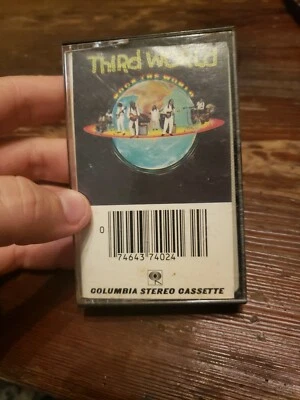 Third World
ROCK THE WORLD
0
74643 74024
COLUMBIA STEREO CASSETTE